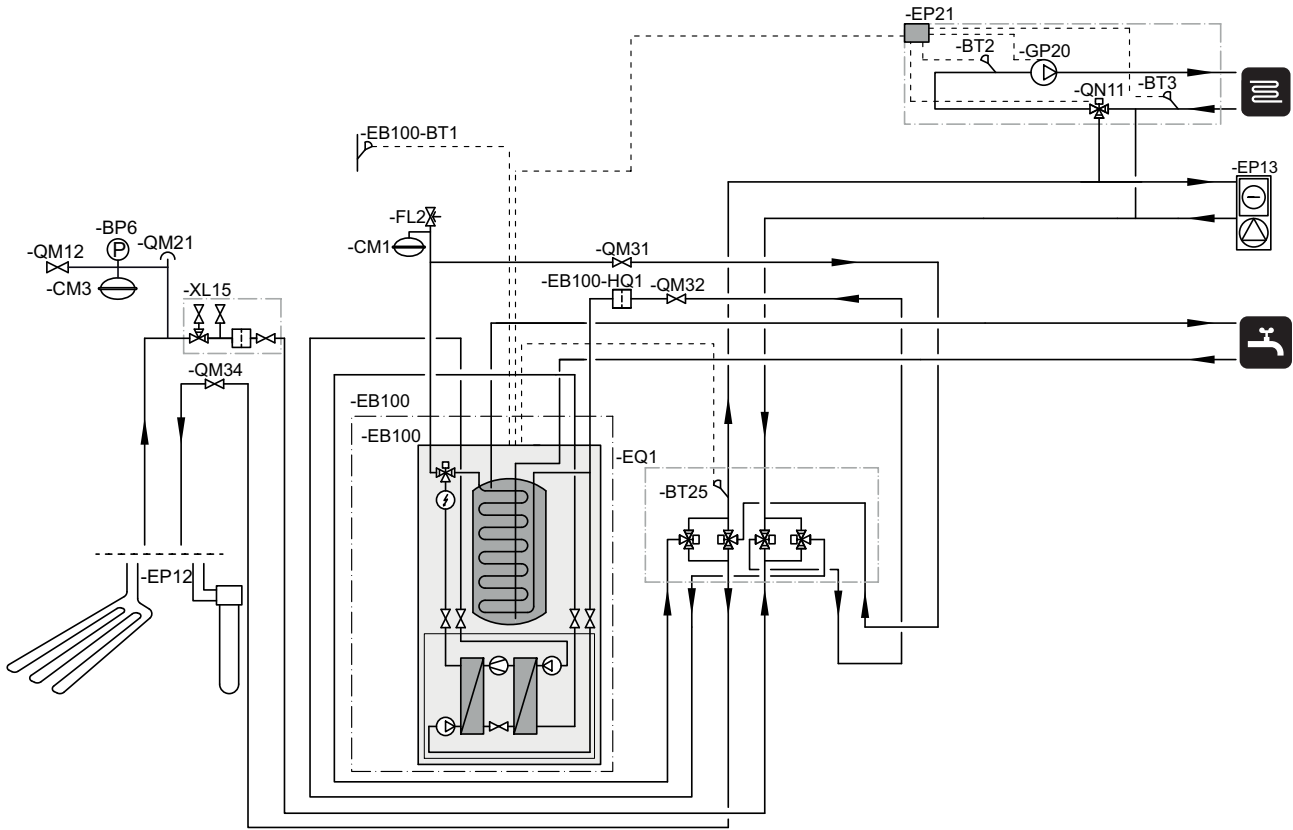 -EP21
-BT2
-GP20
-BT3
-QN11
-EB100-BT1
-EP13
-FL2
-BP6
-QM21
-CM1
-QM12
-QM31
P
-EB100-HQ1
-QM32
-CM3
-XL15
-QM34
-EB100
-EB100
-EQ1
-BT25
-EP12